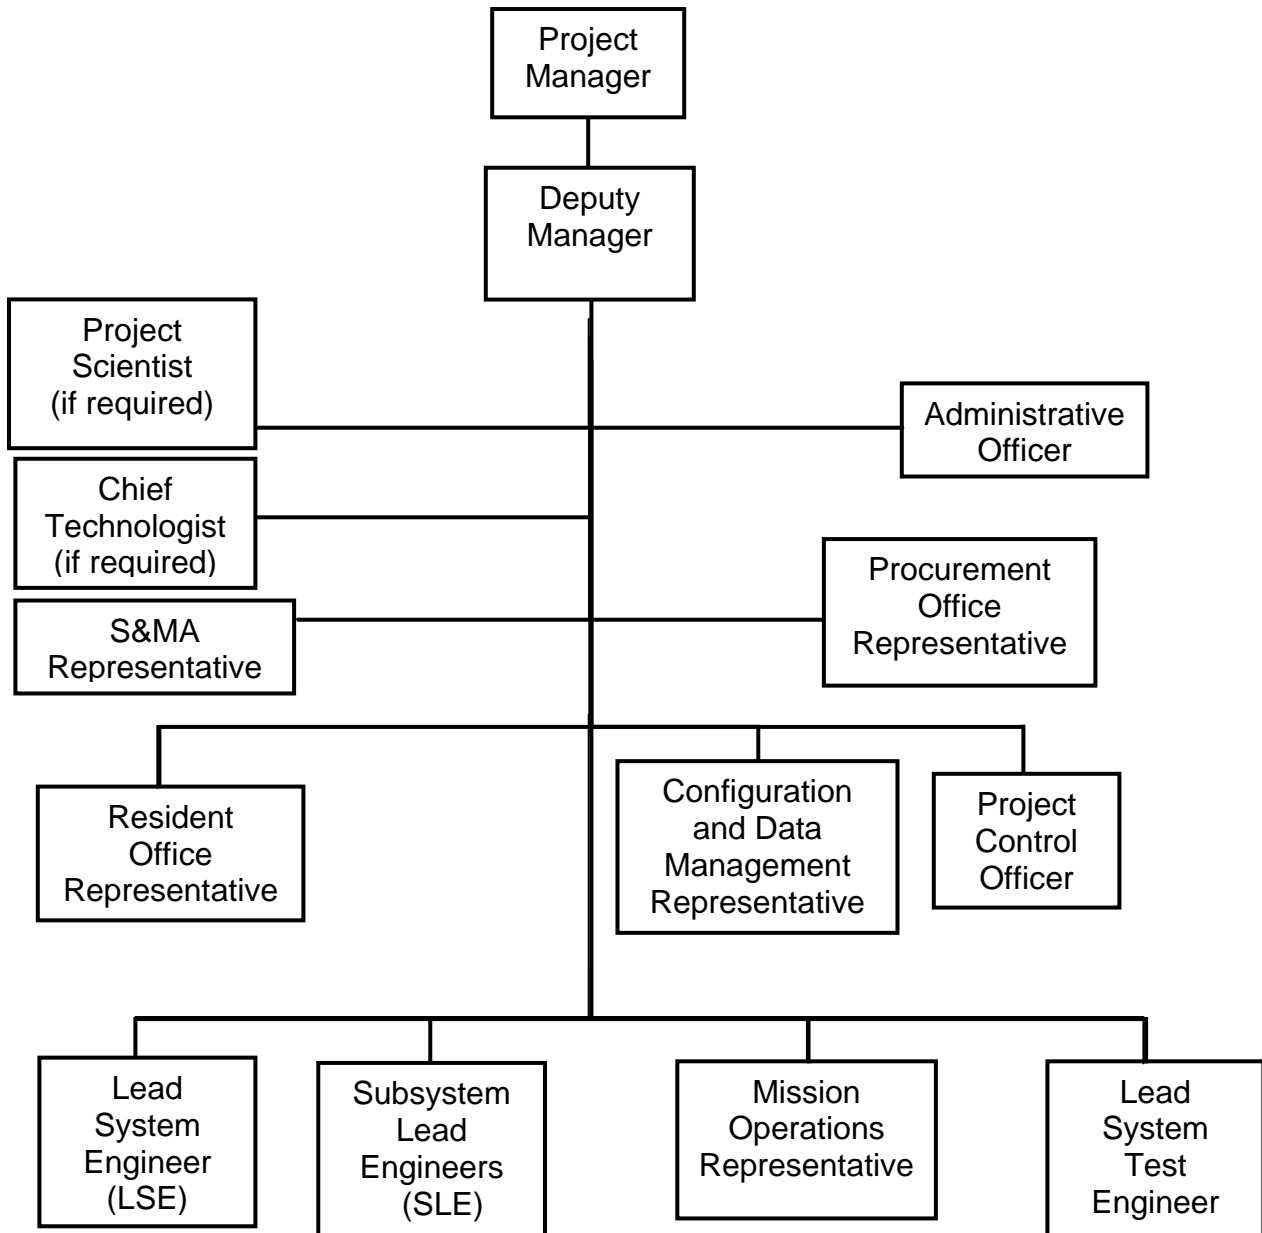 Project
Manager
Deputy
Manager
Project
Scientist
(if required)
Administrative
Officer
Chief
Technologist
(if required)
Procurement
Office
Representative
S&MA
Representative
Resident
Office
Representative
Configuration
and Data
Management
Representative
Project
Control
Officer
Lead
System
Engineer
(LSE)
Subsystem
Lead
Engineers
(SLE)
Mission
Operations
Representative
Lead
System
Test
Engineer